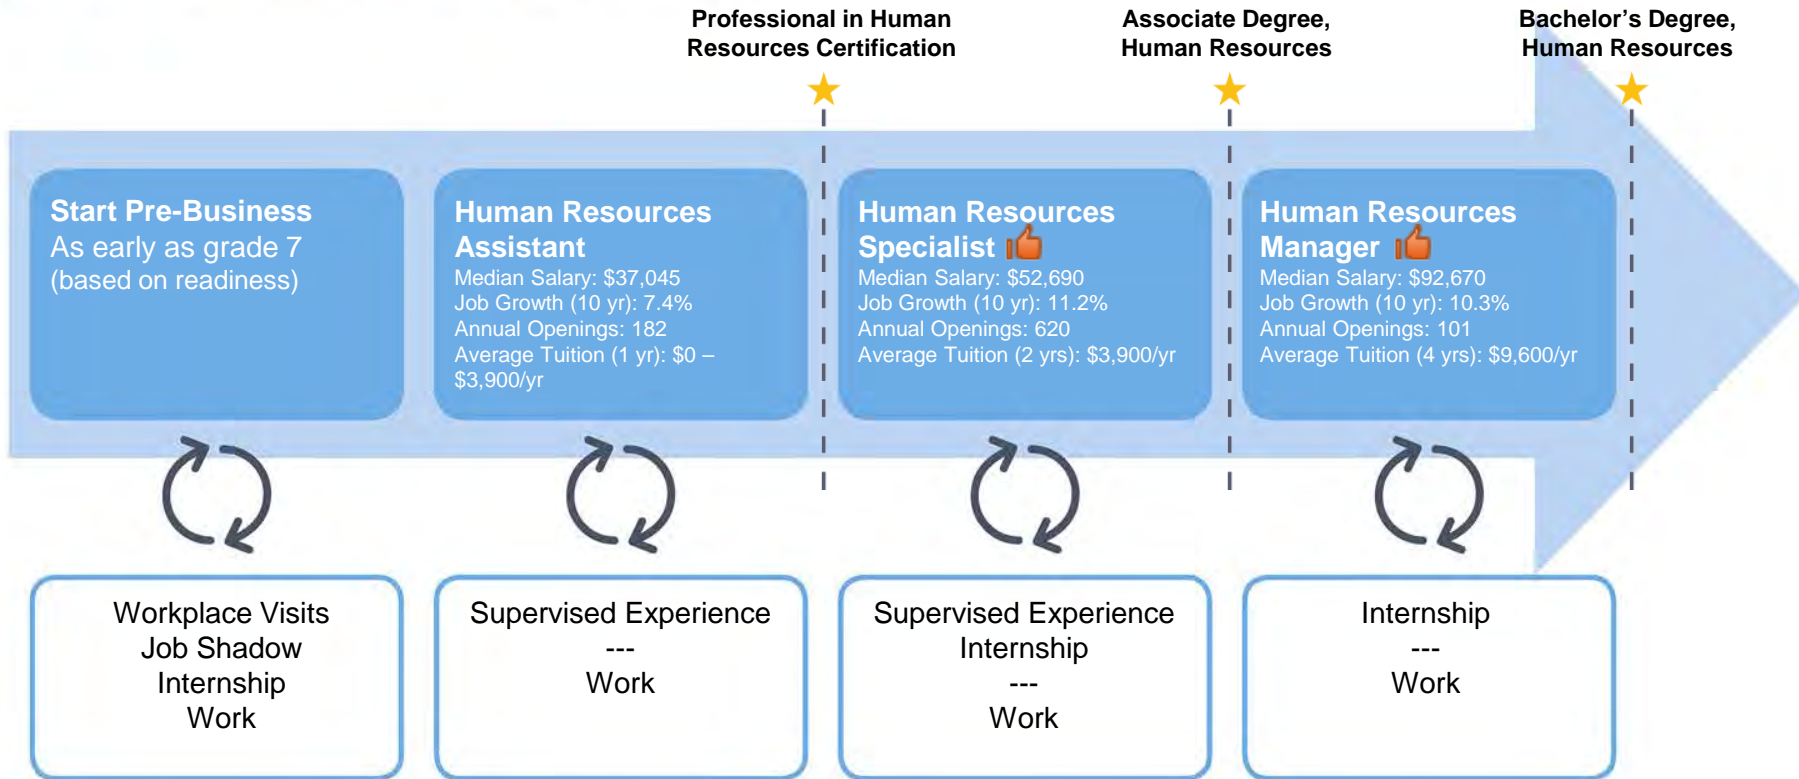 Professional in Human
Resources Certification
Associate Degree,
Human Resources
Bachelor’s Degree,
Human Resources
Start Pre-Business
As early as grade 7
(based on readiness)
Human Resources
Assistant
Median Salary: $37,045
Job Growth (10 yr): 7.4%
Annual Openings: 182
Average Tuition (1 yr): $0 –
$3,900/yr
Human Resources
Specialist
Median Salary: $52,690
Job Growth (10 yr): 11.2%
Annual Openings: 620
Average Tuition (2 yrs): $3,900/yr
Human Resources
Manager
Median Salary: $92,670
Job Growth (10 yr): 10.3%
Annual Openings: 101
Average Tuition (4 yrs): $9,600/yr
Workplace Visits
Job Shadow
Internship
Work
Supervised Experience
---
Work
Supervised Experience
Internship
---
Work
Internship
---
Work